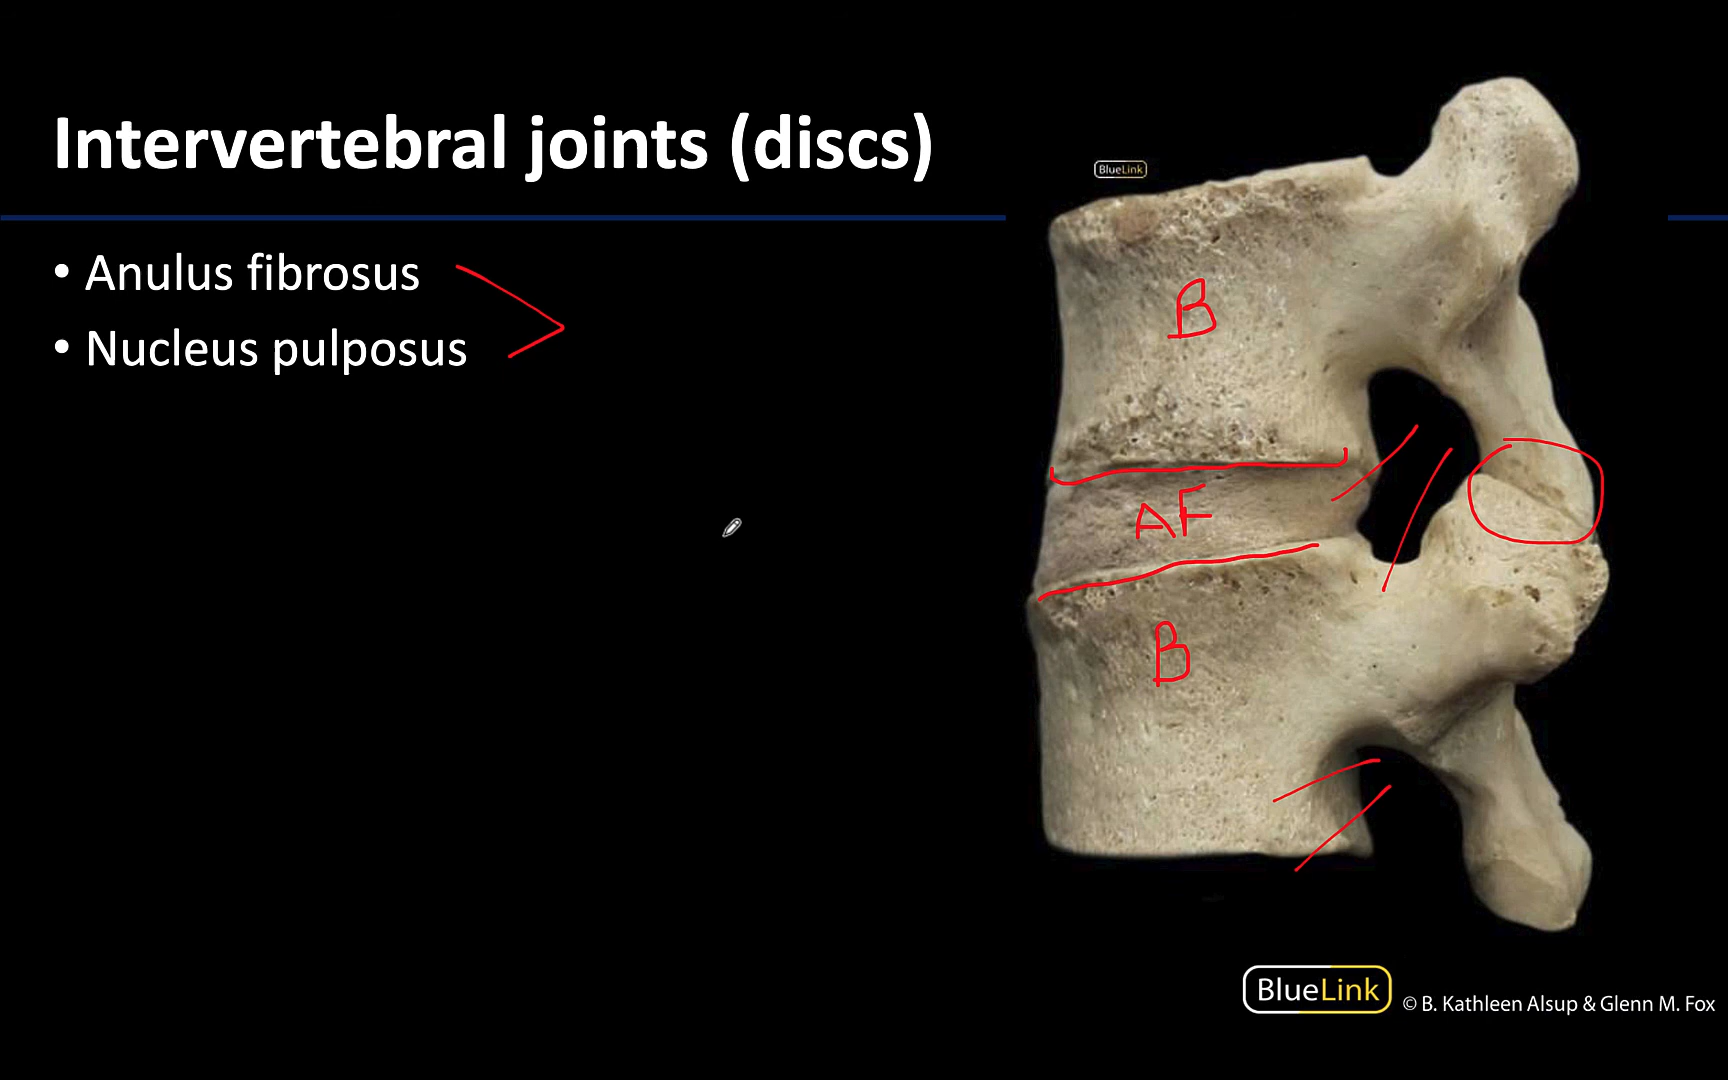 Intervertebral joints (discs)
BlueLink
• Anulus fibrosus
• Nucleus pulposus
B
AF
B
BlueLink © B. Kathleen Alsup & Glenn M. Fox